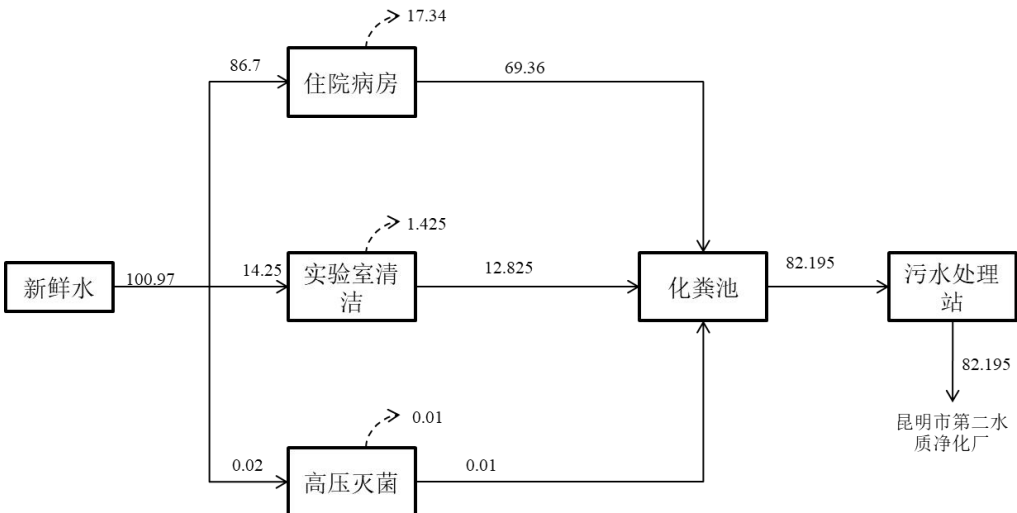 17.34
86.7
住院病房
69.36
1.425
新鲜水
100.97
14.25
实验室清
洁
12.825
化粪池
82.195
污水处理
站
82.195
昆明市第二水
质净化厂
0.01
0.02
高压灭菌
0.01